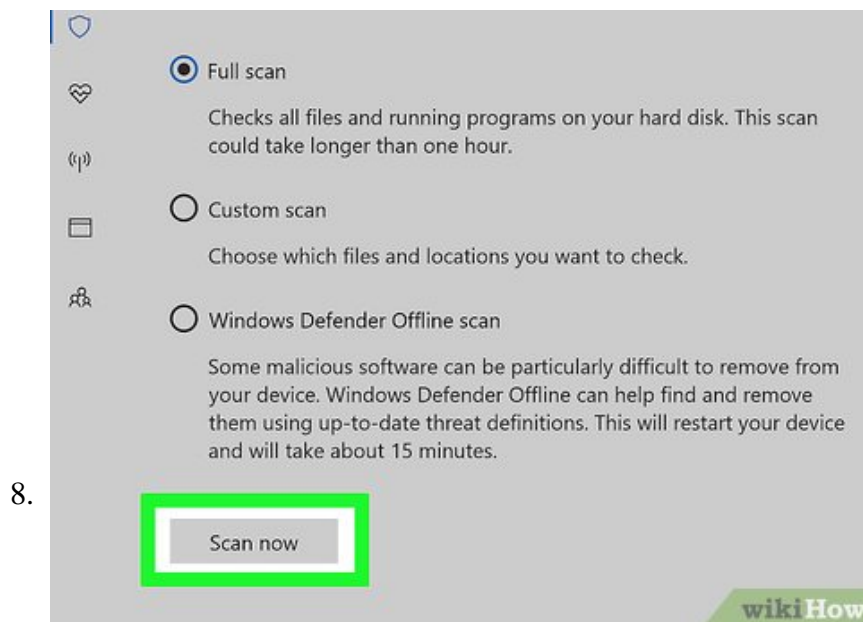 Full scan
Checks all files and running programs on your hard disk. This scan
could take longer than one hour.
Custom scan
Choose which files and locations you want to check.
Windows Defender Offline scan
Some malicious software can be particularly difficult to remove from
your device. Windows Defender Offline can help find and remove
them using up-to-date threat definitions. This will restart your device
and will take about 15 minutes.
8.
Scan now
wikiHow